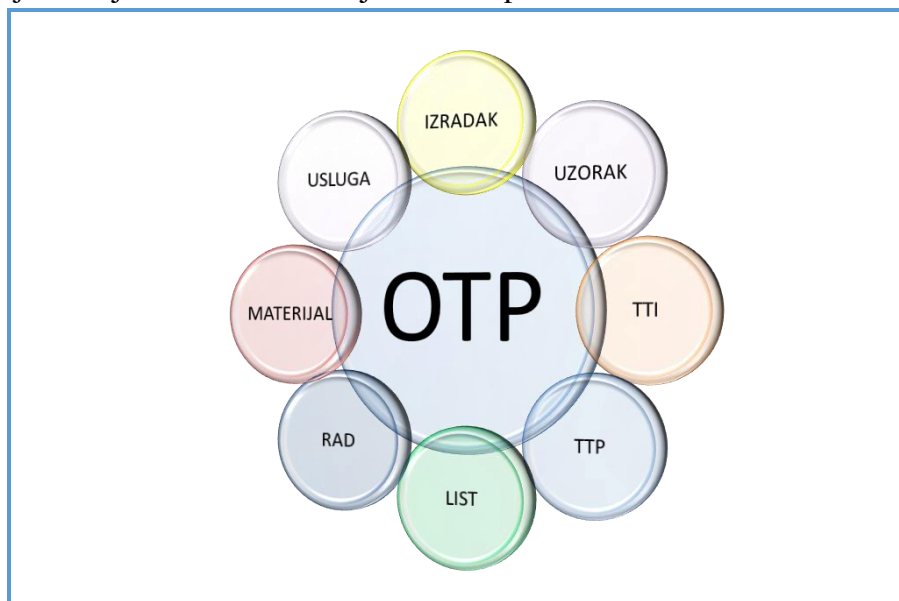 IZRADAK
UZORAK
USLUGA
OTP
TTI
MATERIJAL
RAD
TTP
LIST